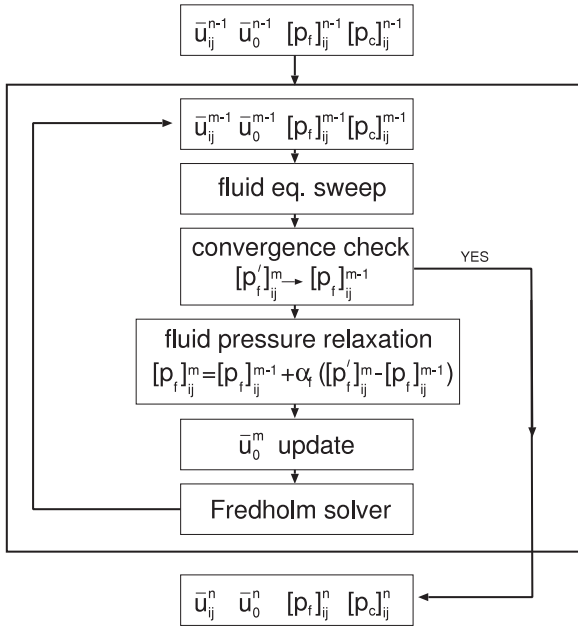 ū_ij^n-1 ū_0^n-1 [p_f]_ij^n-1 [p_c]_ij^n-1
ū_ij^m-1 ū_0^m-1 [p_f]_ij^m-1 [p_c]_ij^m-1
fluid eq. sweep
convergence check
[p_f′]_ij^m → [p_f]_ij^m-1
YES
fluid pressure relaxation
[p_f]_ij^m=[p_f]_ij^m-1+α_f([p_f′]_ij^m-[p_f]_ij^m-1)
ū_0^m update
Fredholm solver
ū_ij^n ū_0^n [p_f]_ij^n [p_c]_ij^n